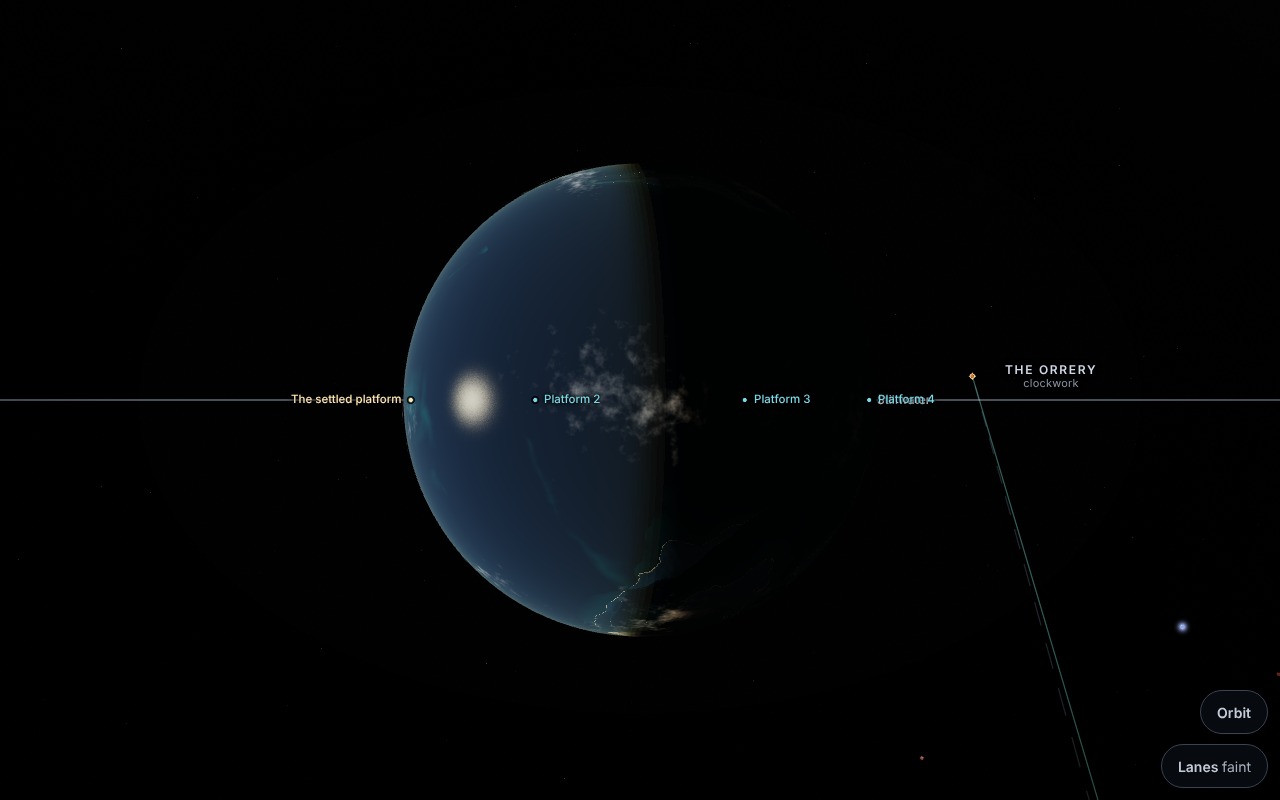 THE ORRERY
clockwork
The settled platform
Platform 2
Platform 3
Platform 4
Orbit
Lanes faint